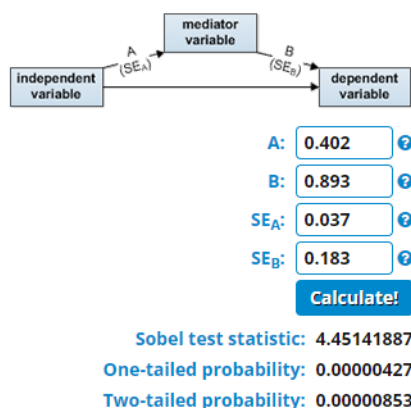 mediator
variable
A
(SEA)
B
(SEB)
independent
variable
dependent
variable
A: 0.402 ?
B: 0.893 ?
SEA: 0.037 ?
SEB: 0.183 ?
Calculate!
Sobel test statistic: 4.45141887
One-tailed probability: 0.00000427
Two-tailed probability: 0.00000853